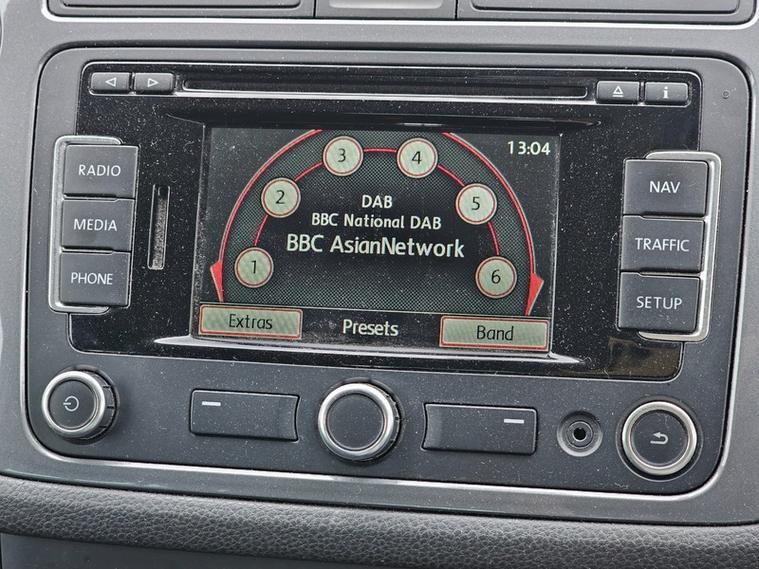 i
RADIO
MEDIA
PHONE
13:04
1
2
3
4
5
6
DAB
BBC National DAB
BBC AsianNetwork
Extras
Presets
Band
NAV
TRAFFIC
SETUP